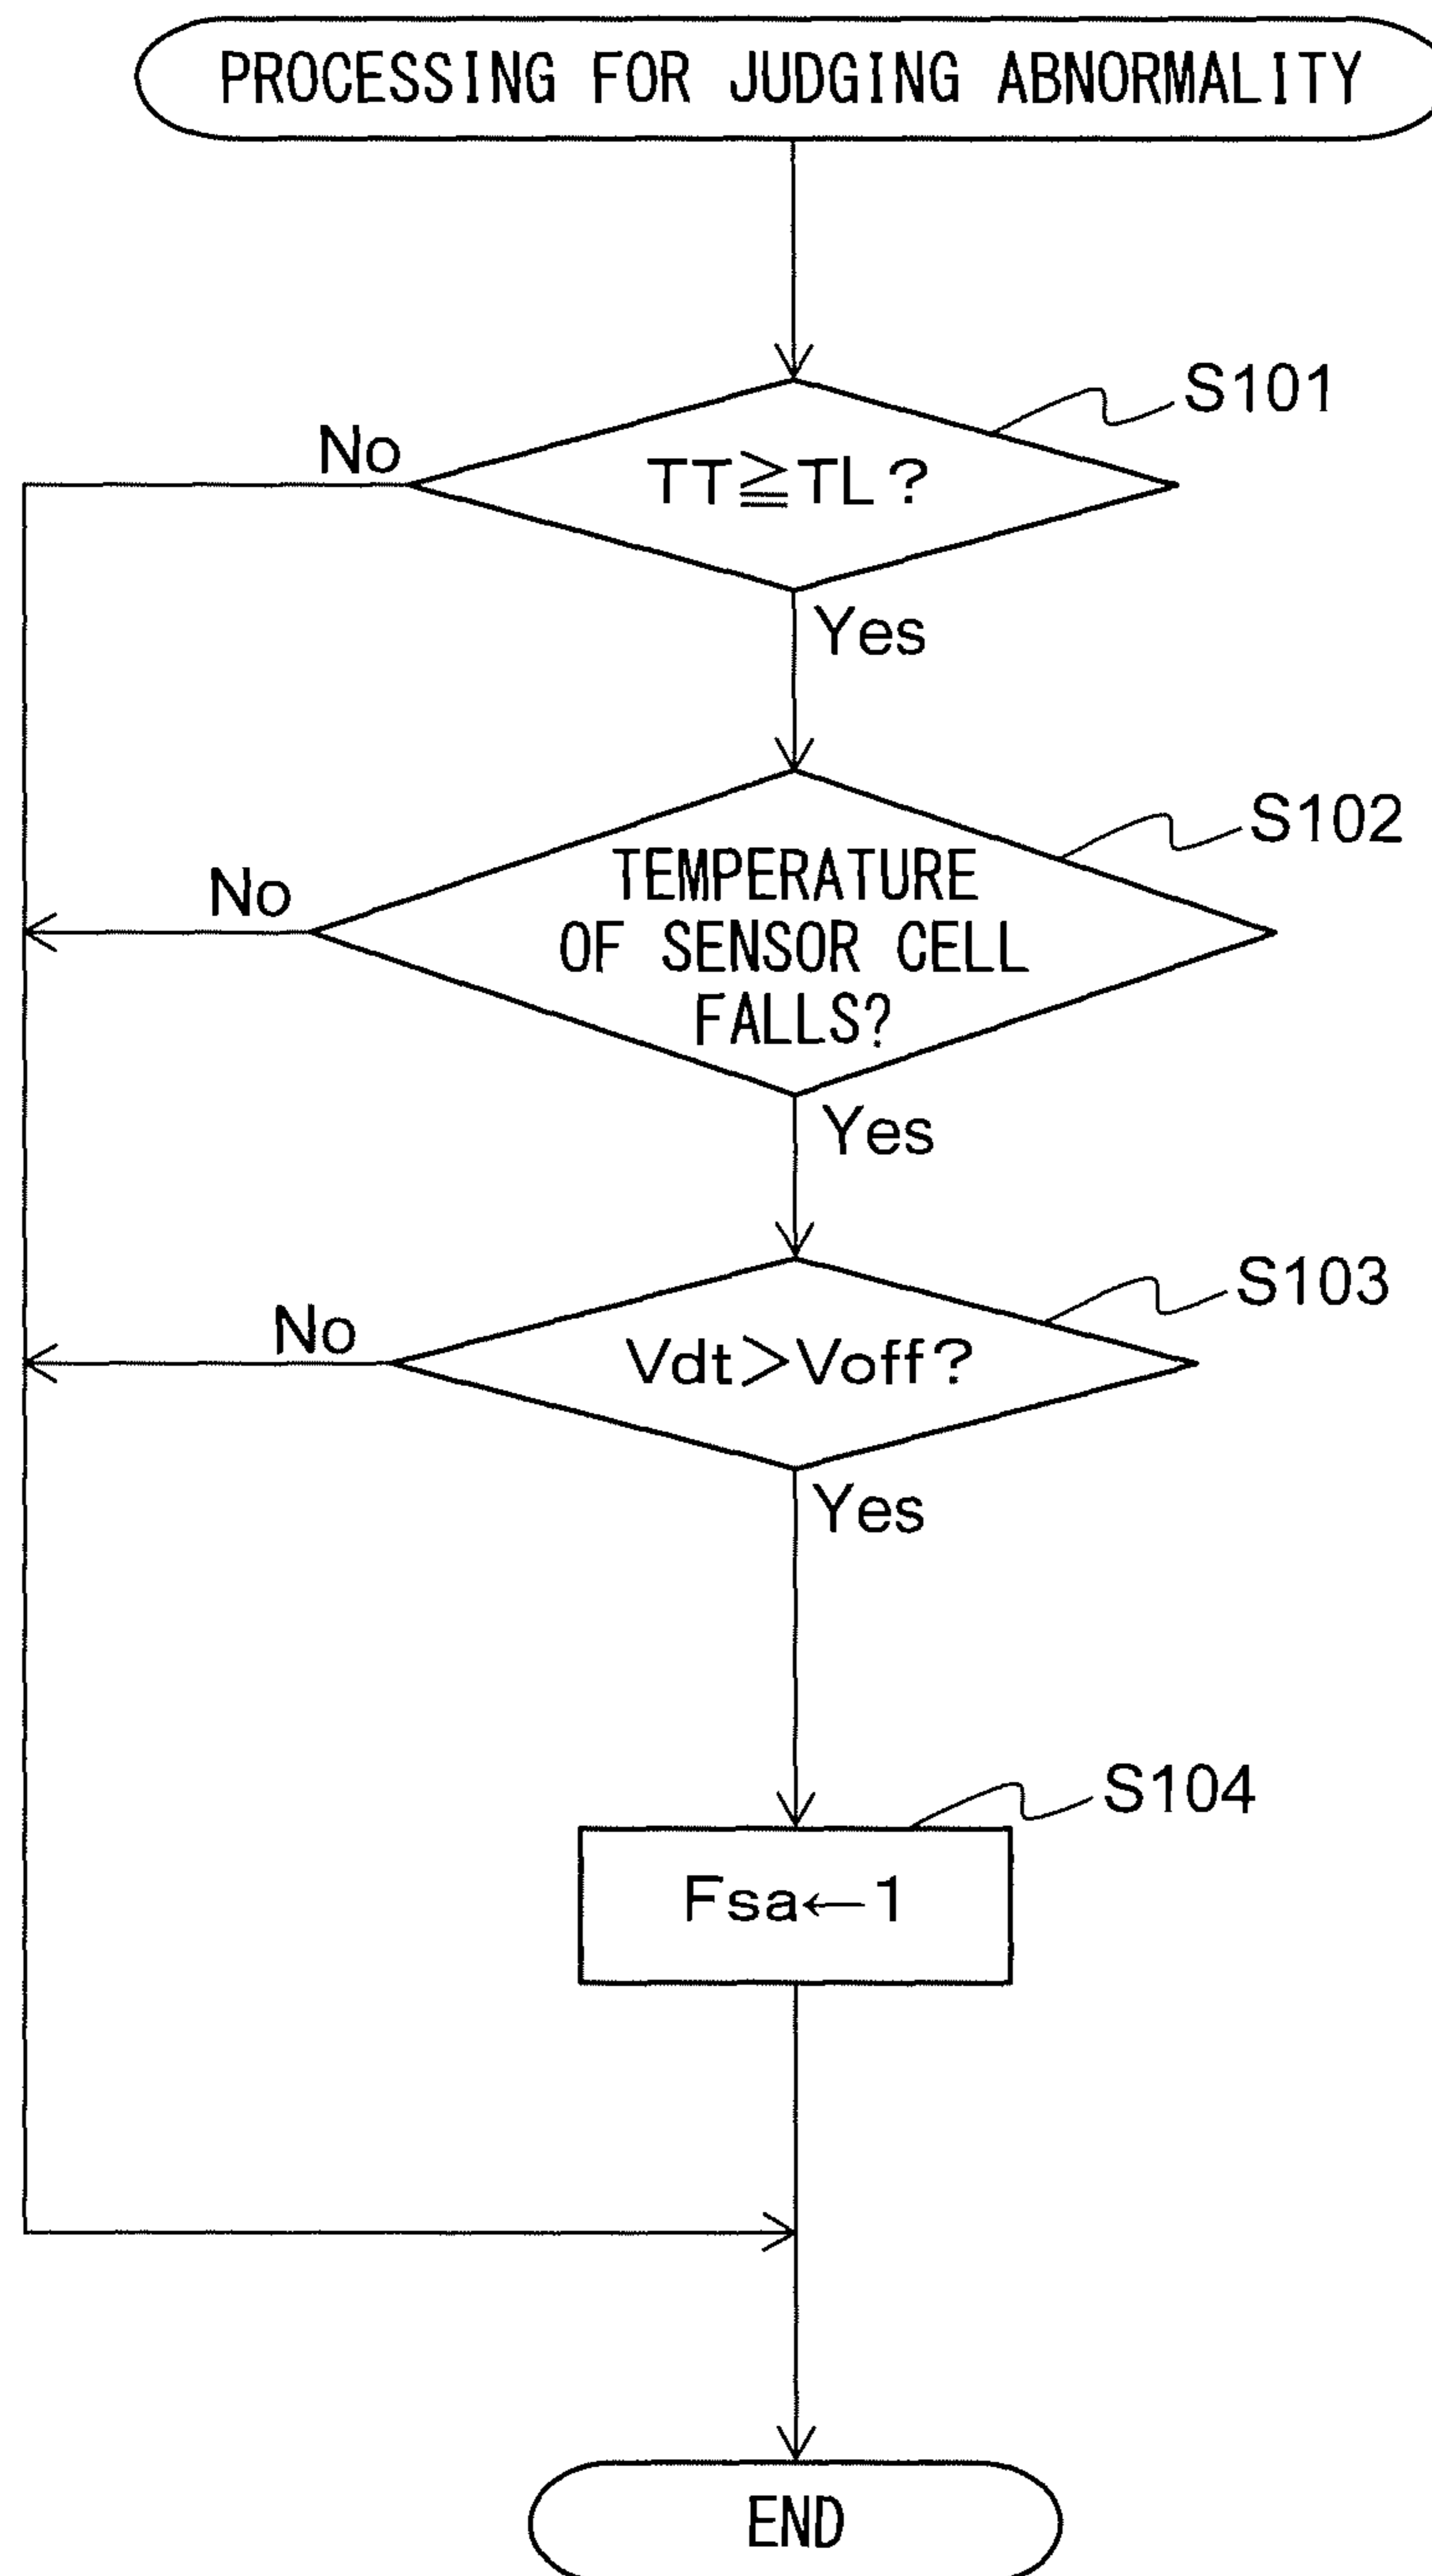 PROCESSING FOR JUDGING ABNORMALITY
S101
No
TT≧TL?
Yes
S102
No
TEMPERATURE
OF SENSOR CELL
FALLS?
Yes
S103
No
Vdt>Voff?
Yes
S104
Fsa←1
END